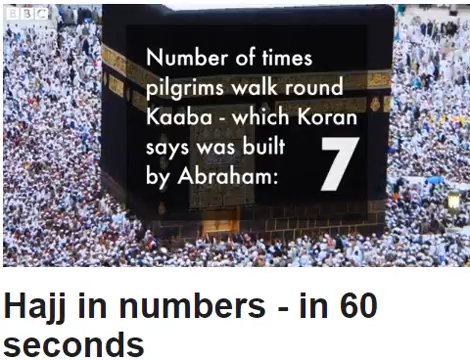 BBC
Number of times
pilgrims walk round
Kaaba - which Koran
says was built
by Abraham:
7
Hajj in numbers - in 60
seconds